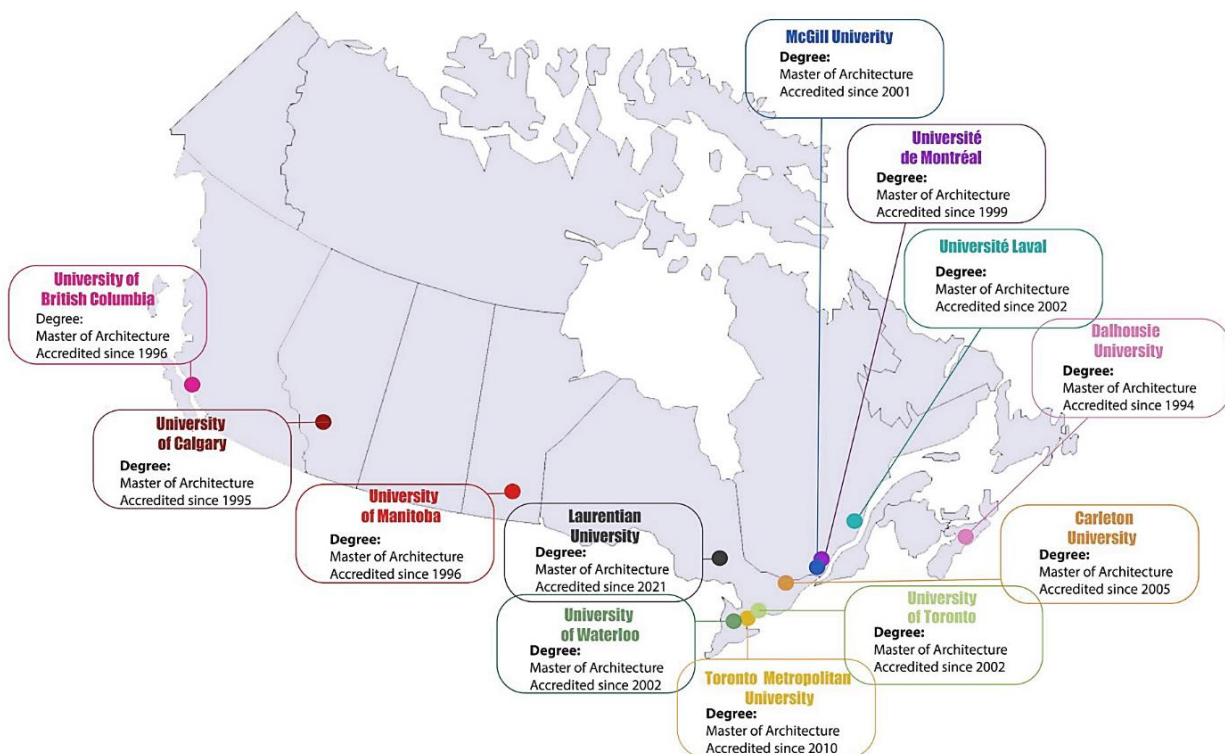 McGill Univerity
Degree:
Master of Architecture
Accredited since 2001
Université
de Montréal
Degree:
Master of Architecture
Accredited since 1999
Université Laval
Degree:
Master of Architecture
Accredited since 2002
University of
British Columbia
Degree:
Master of Architecture
Accredited since 1996
Dalhousie
University
Degree:
Master of Architecture
Accredited since 1994
University
of Calgary
Degree:
Master of Architecture
Accredited since 1995
University
of Manitoba
Degree:
Master of Architecture
Accredited since 1996
Laurentian
University
Degree:
Master of Architecture
Accredited since 2021
Carleton
University
Degree:
Master of Architecture
Accredited since 2005
University
of Waterloo
Degree:
Master of Architecture
Accredited since 2002
University
of Toronto
Degree:
Master of Architecture
Accredited since 2002
Toronto Metropolitan
University
Degree:
Master of Architecture
Accredited since 2010